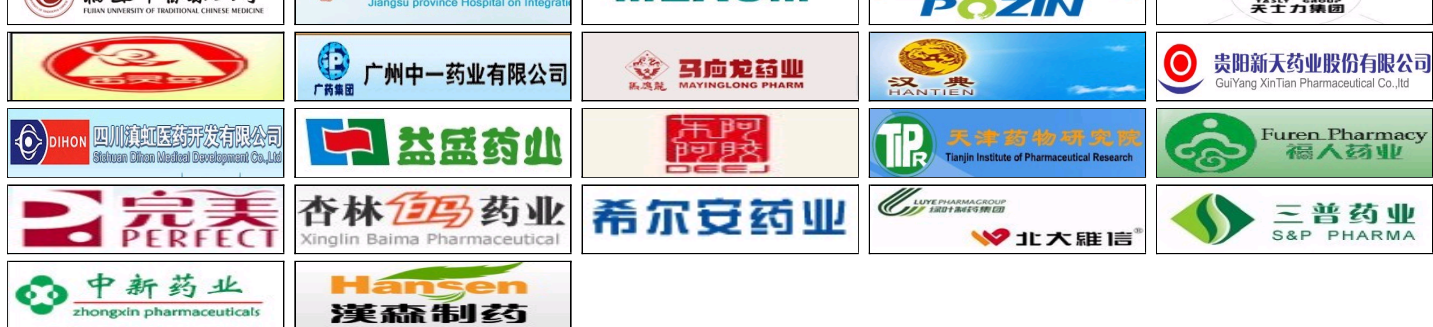 FUJIAN UNIVERSITY OF TRADITIONAL CHINESE MEDICINE
Jiangsu province Hospital on Integrati
POZIN
TASLY GROUP
天士力集团
广药集团
广州中一药业有限公司
马应龙药业
MAYINGLONG PHARM
汉典
HANTIEN
贵阳新天药业股份有限公司
GuiYang XinTian Pharmaceutical Co.,ltd
DIHON
四川滇虹医药开发有限公司
Sichuan Dihon Medical Development Co.,Ltd
益盛药业
东阿
阿胶
DEEJ
TIPR
天津药物研究院
Tianjin Institute of Pharmaceutical Research
Furen Pharmacy
福人药业
完美
PERFECT
杏林白马药业
Xinglin Baima Pharmaceutical
希尔安药业
LUYE PHARMA GROUP
绿叶制药集团
北大維信®
三普药业
S&P PHARMA
中新药业
zhongxin pharmaceuticals
Hansen
漢森制药